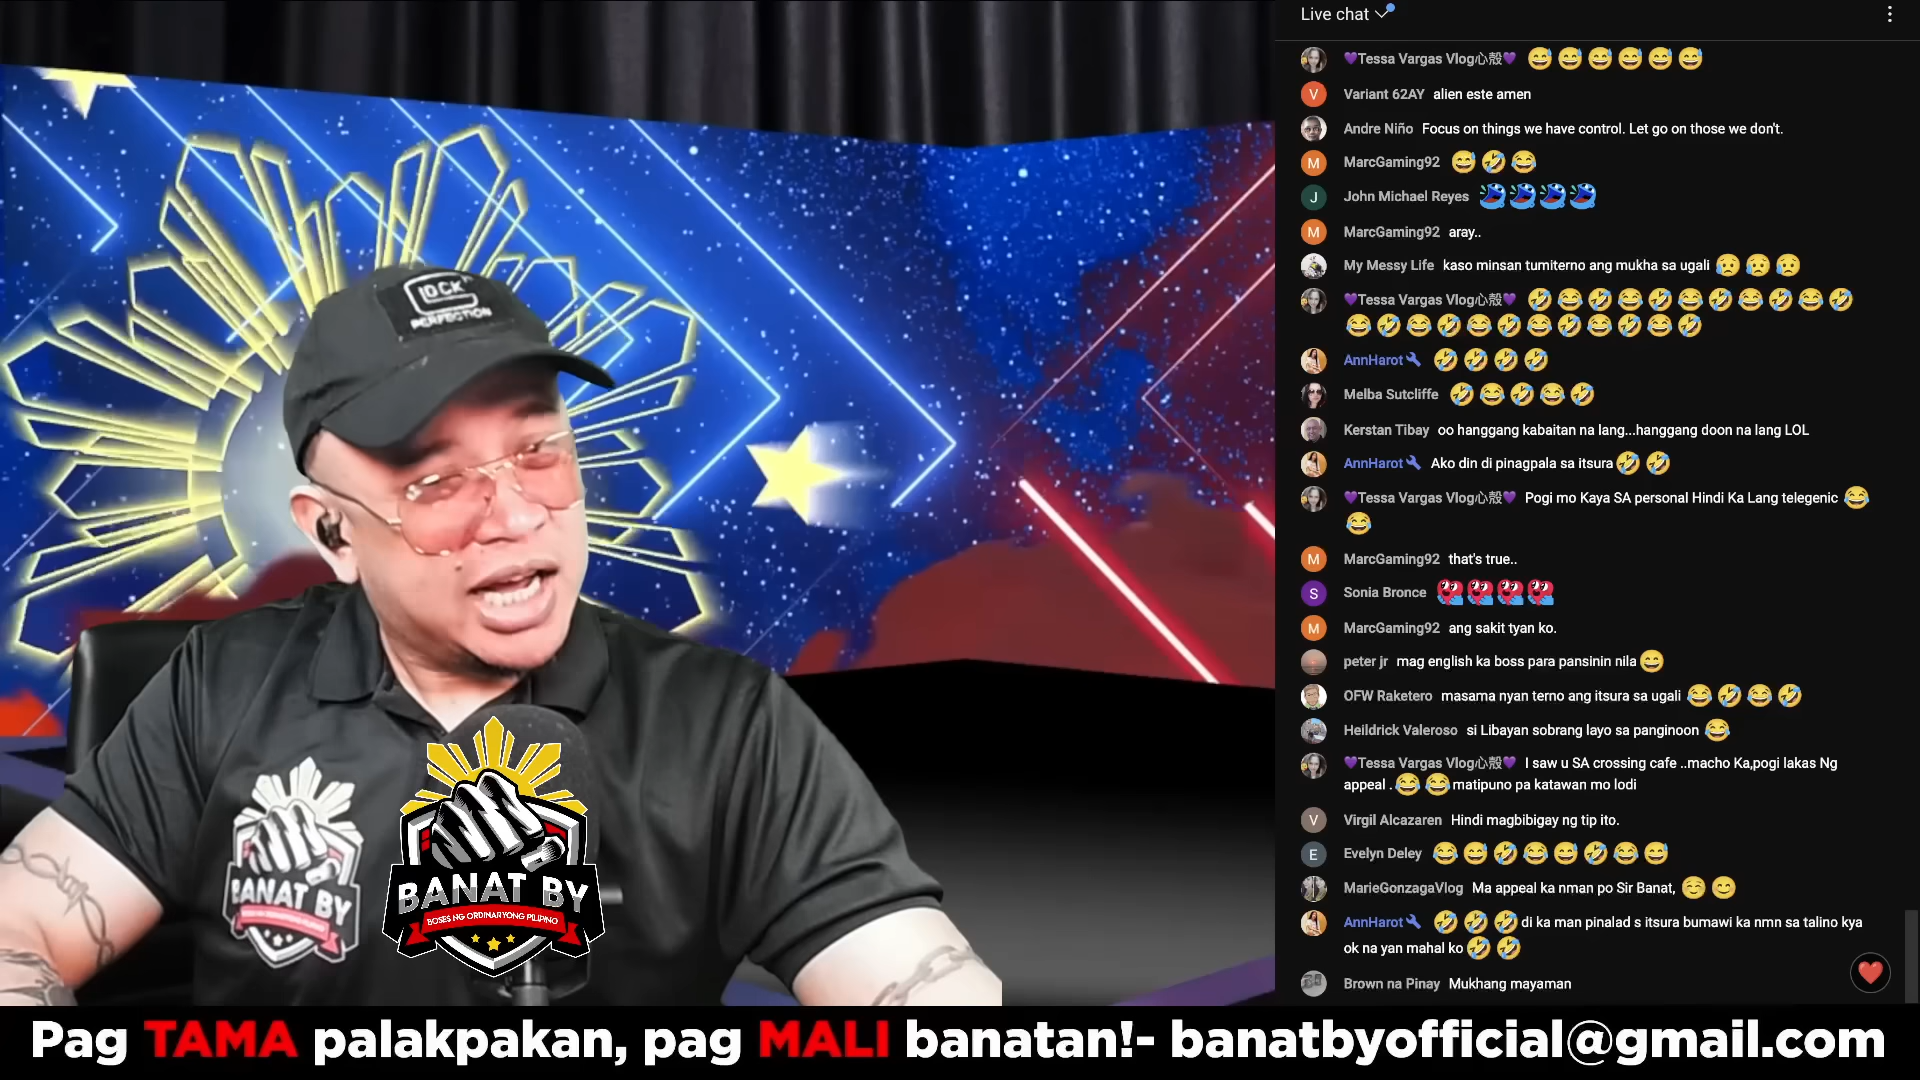 Live chat
💜Tessa Vargas Vlog心殼💜 😅😅😅😅😅😅
Variant 62AY alien este amen
Andre Niño Focus on things we have control. Let go on those we don't.
MarcGaming92 😅🤣😂
John Michael Reyes
MarcGaming92 aray..
My Messy Life kaso minsan tumiterno ang mukha sa ugali 😥😥😥
💜Tessa Vargas Vlog心殼💜 🤣😂🤣😂🤣😂🤣😂🤣😂🤣
😂🤣😂🤣😂🤣😂🤣😂🤣😂🤣
AnnHarot 🤣🤣🤣🤣
Melba Sutcliffe 🤣😂🤣😂🤣
Kerstan Tibay oo hanggang kabaitan na lang...hanggang doon na lang LOL
AnnHarot Ako din di pinagpala sa itsura🤣🤣
💜Tessa Vargas Vlog心殼💜 Pogi mo Kaya SA personal Hindi Ka Lang telegenic 😂
😂
MarcGaming92 that's true..
Sonia Bronce
MarcGaming92 ang sakit tyan ko.
peter jr mag english ka boss para pansinin nila😄
OFW Raketero masama nyan terno ang itsura sa ugali 😂🤣😂🤣
Heildrick Valeroso si Libayan sobrang layo sa panginoon 😂
💜Tessa Vargas Vlog心殼💜 I saw u SA crossing cafe ..macho Ka,pogi lakas Ng
appeal .😂😂matipuno pa katawan mo lodi
Virgil Alcazaren Hindi magbibigay ng tip ito.
Evelyn Deley 😂😅🤣😂😅🤣😂😅
MarieGonzagaVlog Ma appeal ka nman po Sir Banat, ☺️😊
AnnHarot 🤣🤣🤣di ka man pinalad s itsura bumawi ka nmn sa talino kya
ok na yan mahal ko🤣🤣
Brown na Pinay Mukhang mayaman
PERFECTION
BANAT BY
BANAT BY
BOSES NG ORDINARYONG PILIPINO
Pag TAMA palakpakan, pag MALI banatan!- banatbyofficial@gmail.com